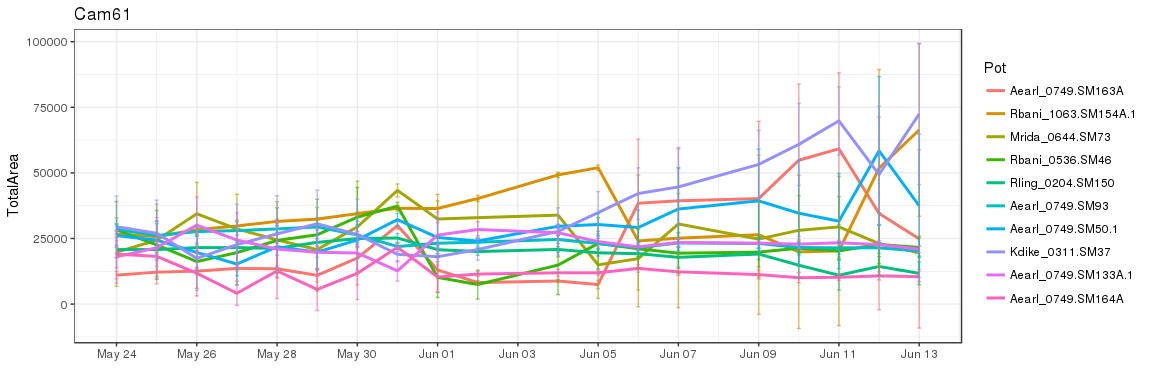 Cam61
TotalArea
100000
75000
50000
25000
0
May 24 May 26 May 28 May 30 Jun 01 Jun 03 Jun 05 Jun 07 Jun 09 Jun 11 Jun 13
Pot
Aearl_0749.SM163A
Rbani_1063.SM154A.1
Mrida_0644.SM73
Rbani_0536.SM46
Rling_0204.SM150
Aearl_0749.SM93
Aearl_0749.SM50.1
Kdike_0311.SM37
Aearl_0749.SM133A.1
Aearl_0749.SM164A